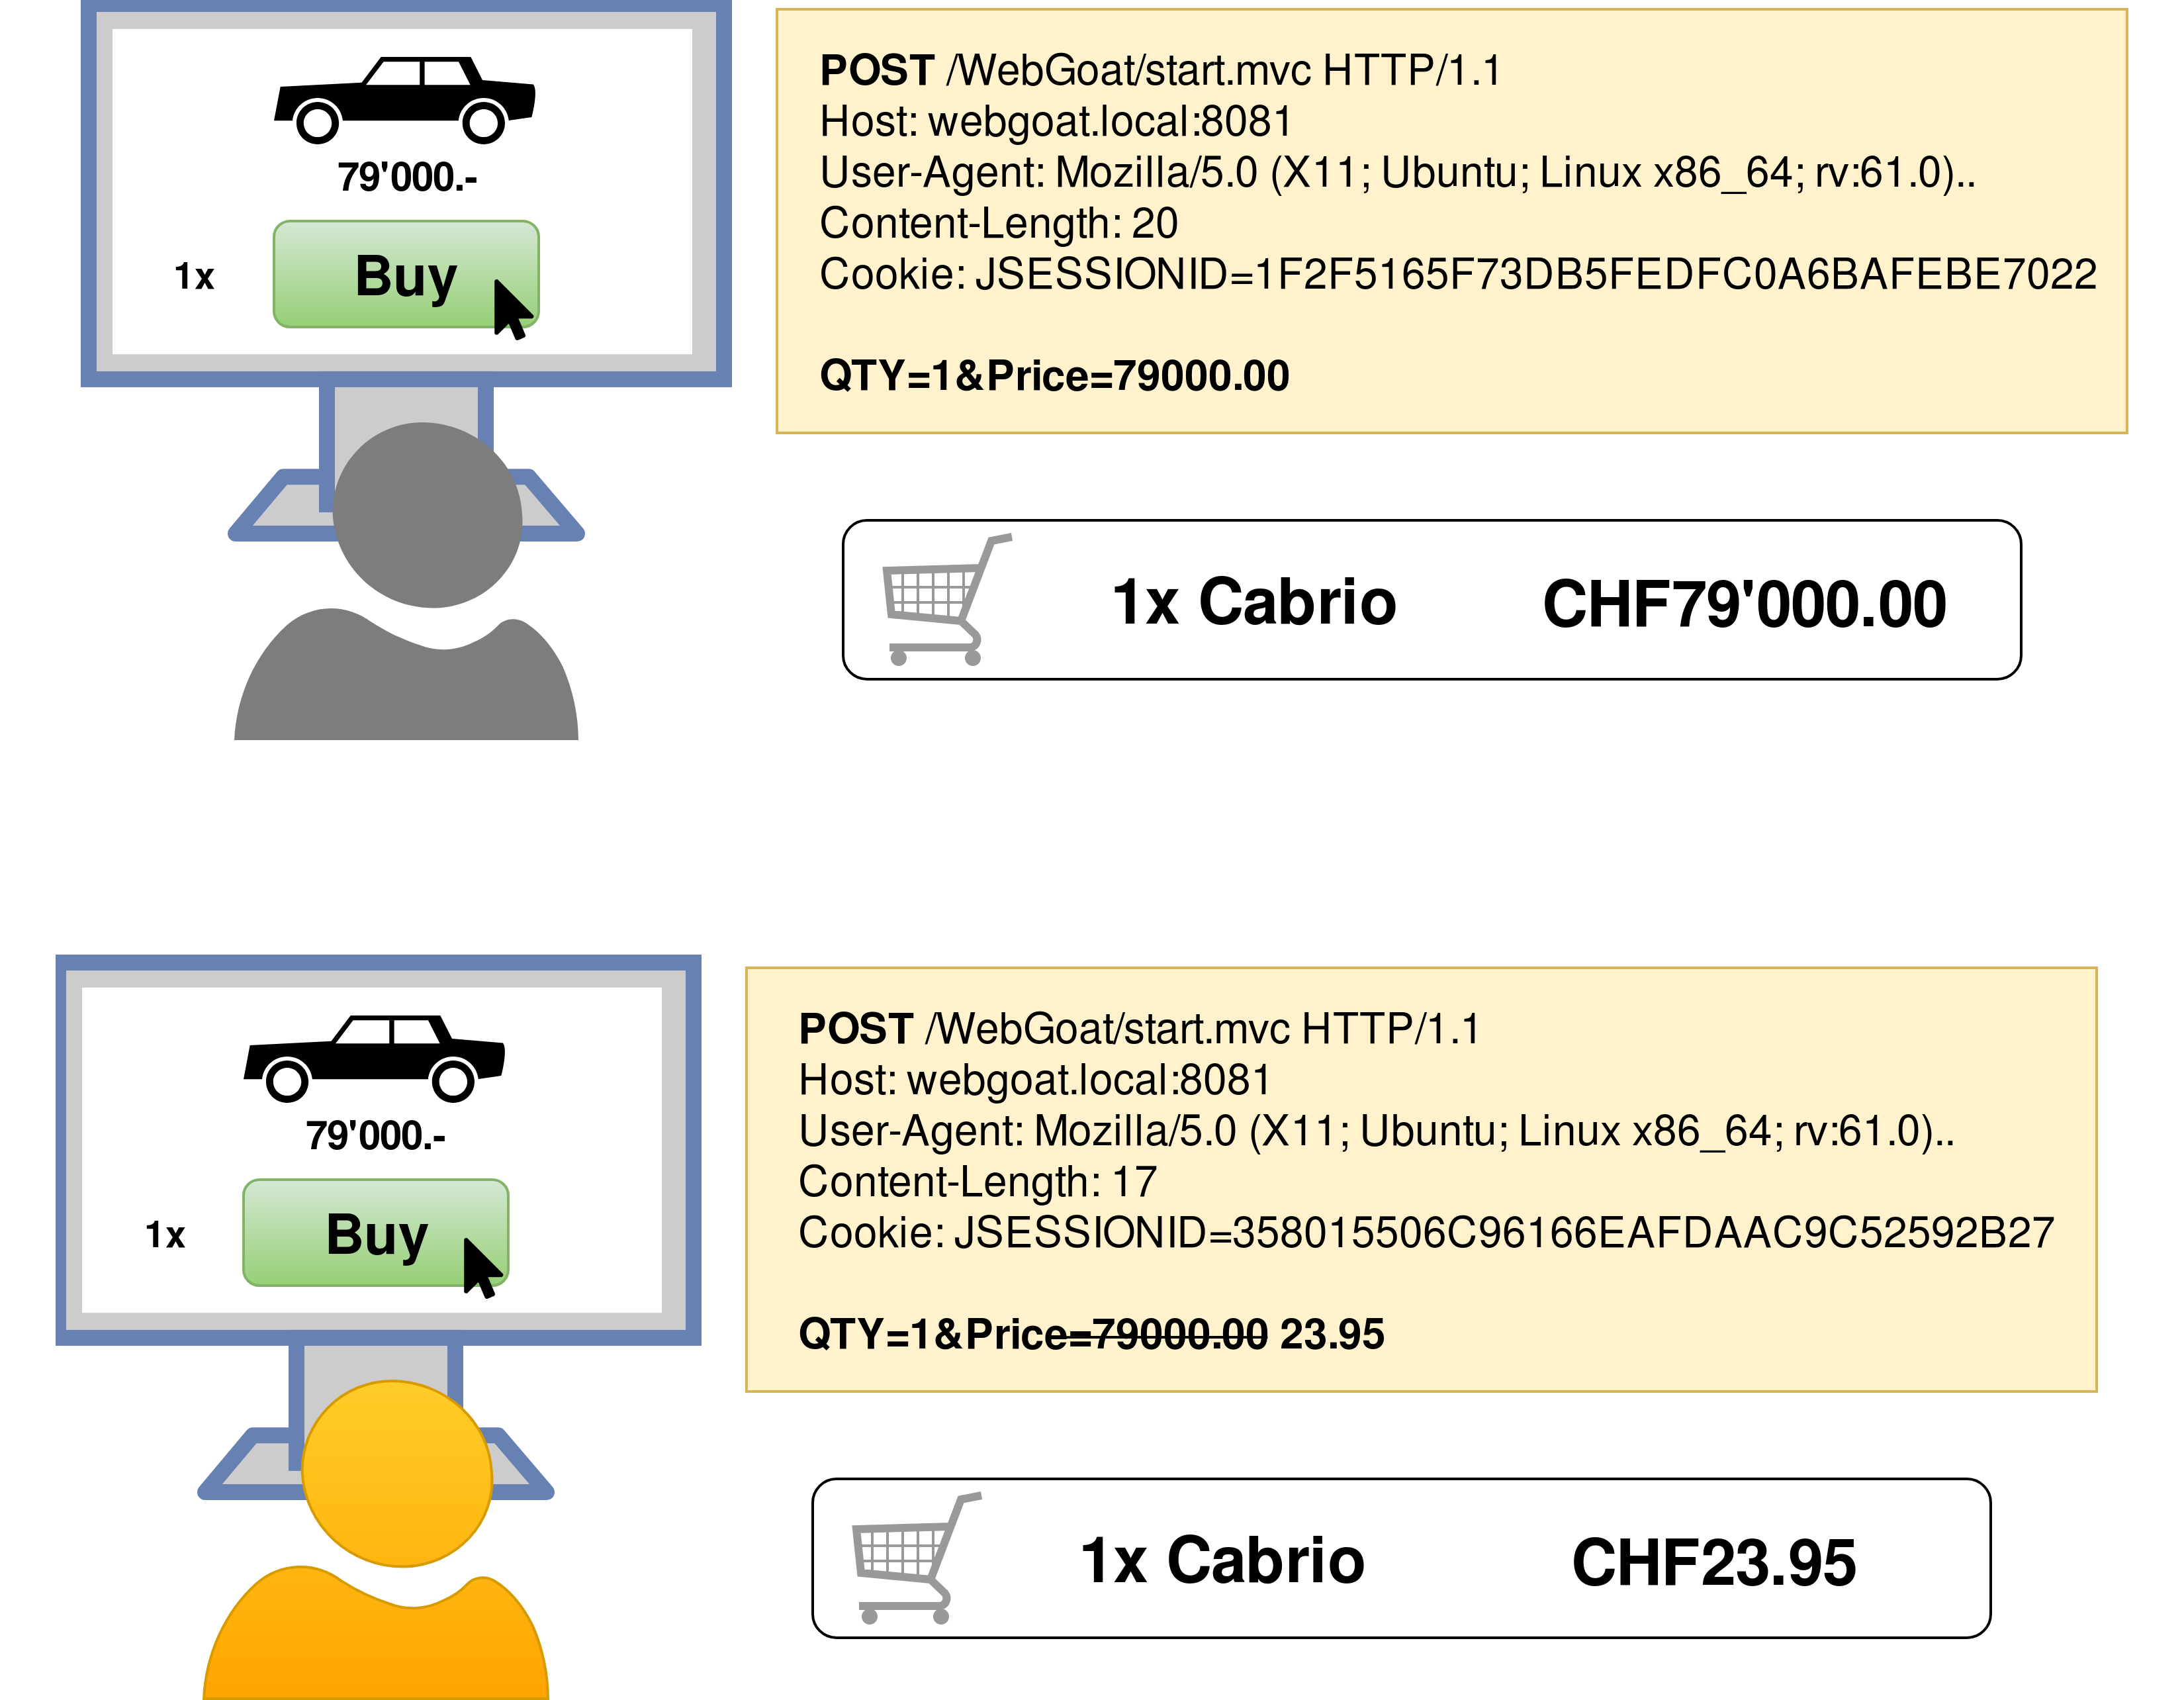 79'000.-
1x
Buy
POST /WebGoat/start.mvc HTTP/1.1
Host: webgoat.local:8081
User-Agent: Mozilla/5.0 (X11; Ubuntu; Linux x86_64; rv:61.0)..
Content-Length: 20
Cookie: JSESSIONID=1F2F5165F73DB5FEDFC0A6BAFEBE7022
QTY=1&Price=79000.00
1x Cabrio CHF79'000.00
79'000.-
1x
Buy
POST /WebGoat/start.mvc HTTP/1.1
Host: webgoat.local:8081
User-Agent: Mozilla/5.0 (X11; Ubuntu; Linux x86_64; rv:61.0)..
Content-Length: 17
Cookie: JSESSIONID=358015506C96166EAFDAAC9C52592B27
QTY=1&Price=79000.00 23.95
1x Cabrio CHF23.95